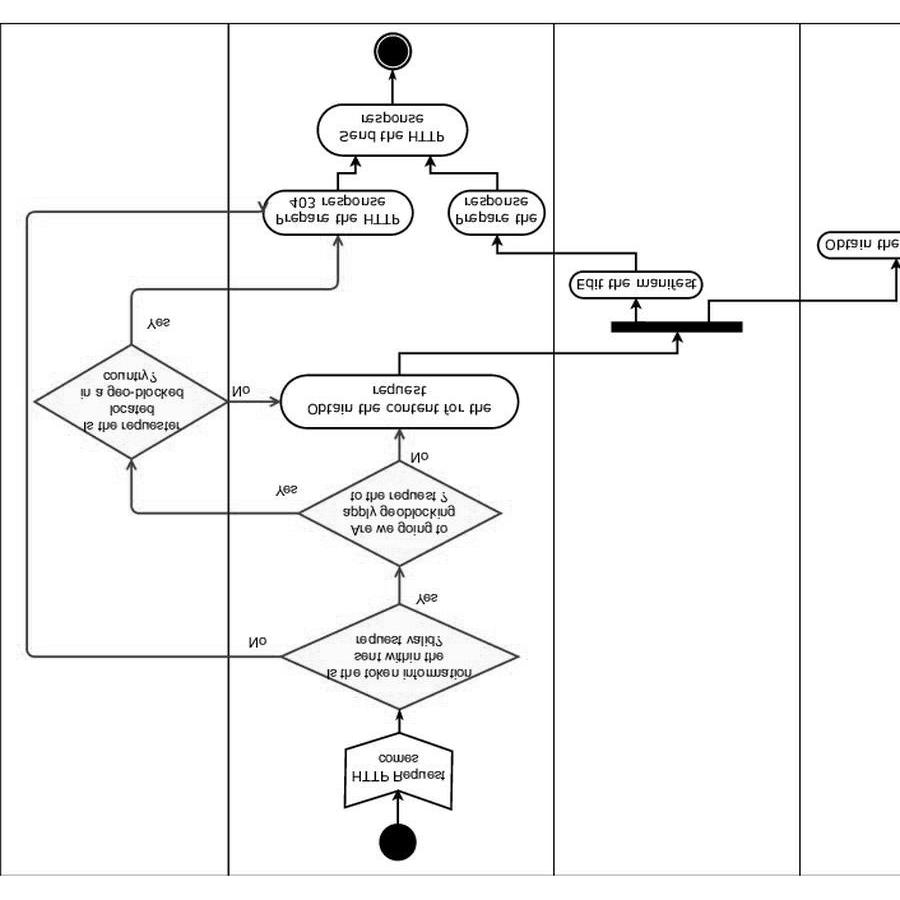 HTTP Request
comes
Is the token information
sent within the
request valid?
No
Yes
Are we going to
apply geoblocking
to the request ?
Yes
No
Is the requester
located
in a geo-blocked
country?
No
Yes
Obtain the content for the
request
Edit the manifest
Obtain the
Prepare the HTTP
403 response
Prepare the
response
Send the HTTP
response